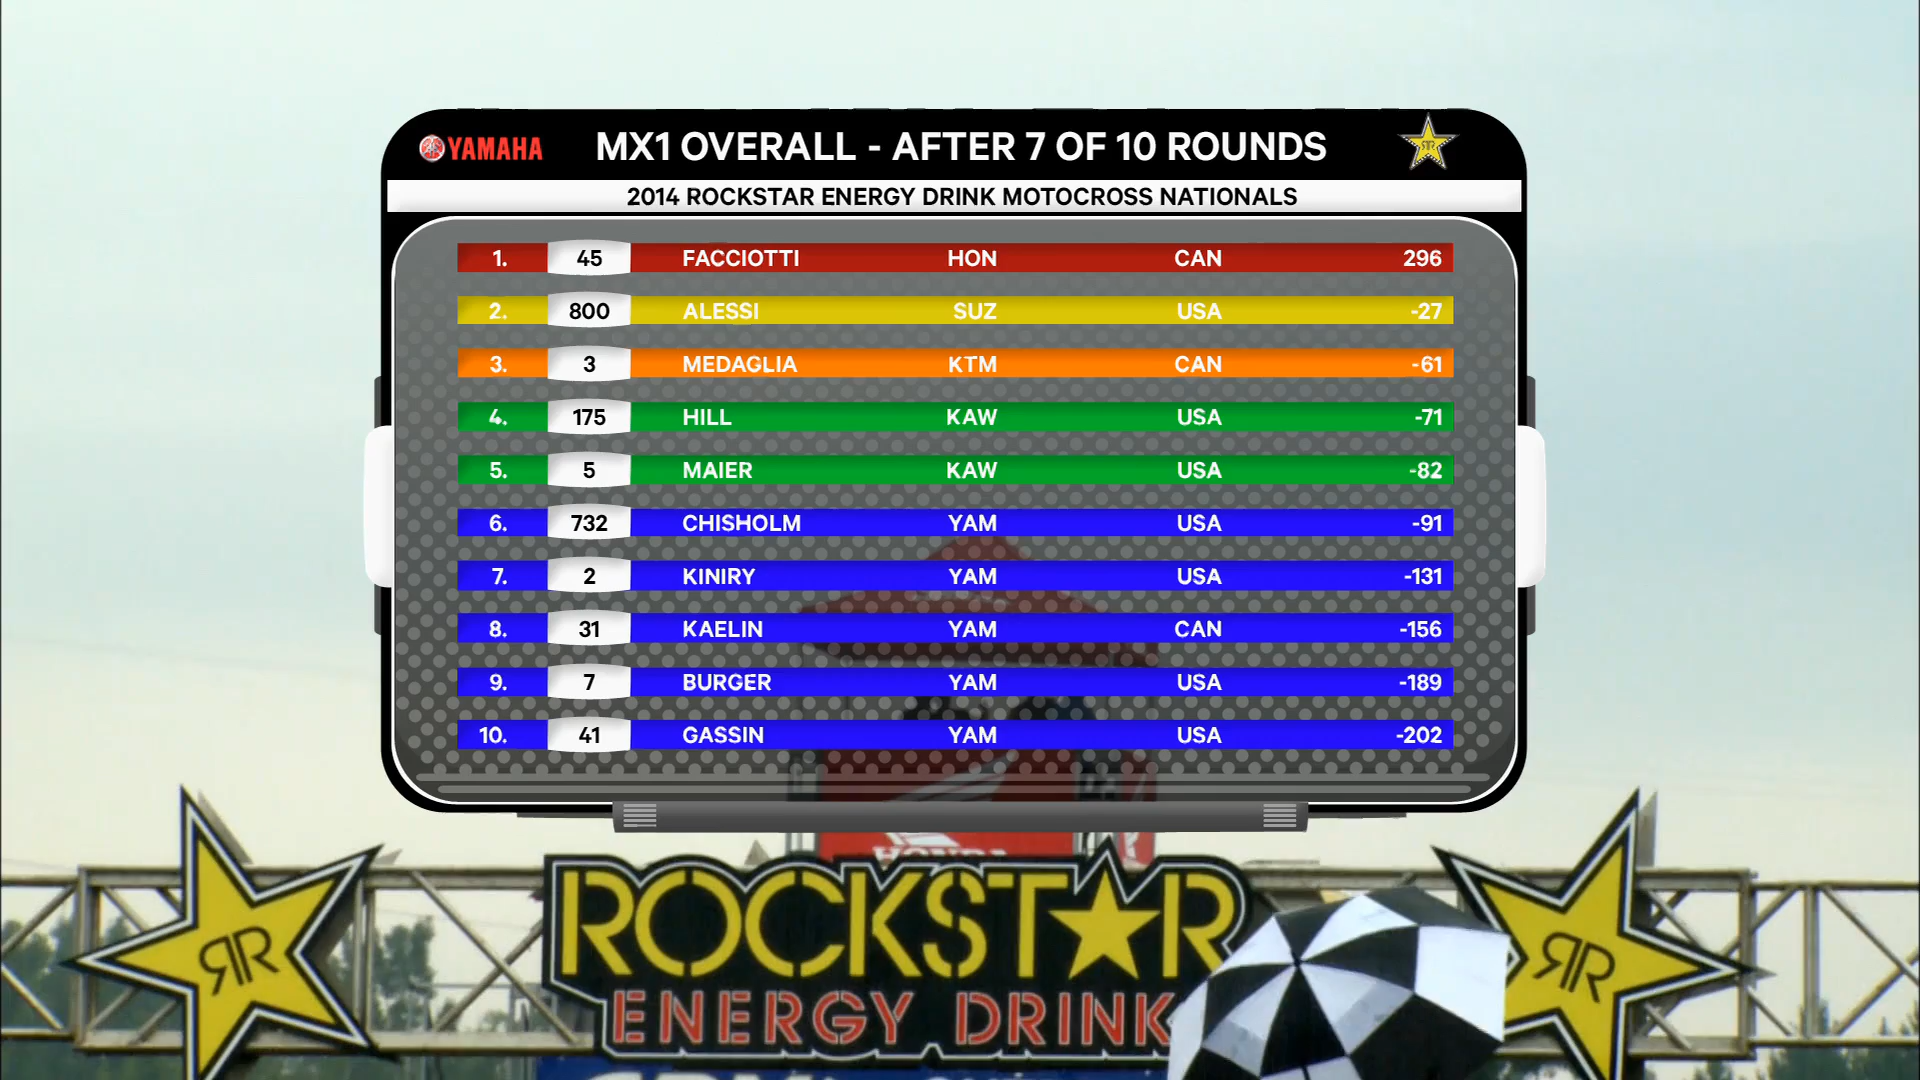 YAMAHA MX1 OVERALL - AFTER 7 OF 10 ROUNDS
2014 ROCKSTAR ENERGY DRINK MOTOCROSS NATIONALS
1. 45 FACCIOTTI HON CAN 296
2. 800 ALESSI SUZ USA -27
3. 3 MEDAGLIA KTM CAN -61
4. 175 HILL KAW USA -71
5. 5 MAIER KAW USA -82
6. 732 CHISHOLM YAM USA -91
7. 2 KINIRY YAM USA -131
8. 31 KAELIN YAM CAN -156
9. 7 BURGER YAM USA -189
10. 41 GASSIN YAM USA -202
HONDA
ROCKSTAR
ENERGY DRINK